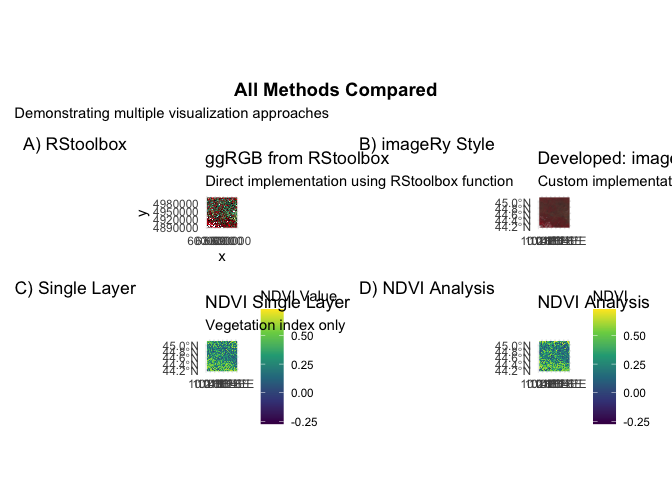 All Methods Compared
Demonstrating multiple visualization approaches
A) RStoolbox
ggRGB from RStoolbox
Direct implementation using RStoolbox function
4980000
4950000
4920000
4890000
y
x
B) imageRy Style
Developed: image
Custom implementat
45.0°N
44.8°N
44.6°N
44.4°N
44.2°N
C) Single Layer
NDVI Single Layer
Vegetation index only
45.0°N
44.8°N
44.6°N
44.4°N
44.2°N
NDVI Value
0.50
0.25
0.00
-0.25
D) NDVI Analysis
NDVI Analysis
45.0°N
44.8°N
44.6°N
44.4°N
44.2°N
NDVI
0.50
0.25
0.00
-0.25